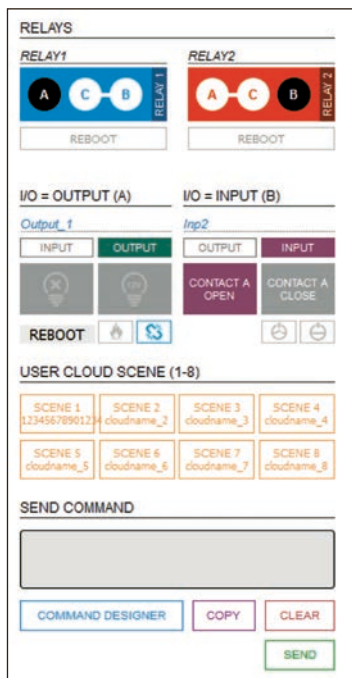 RELAYS
RELAY1
RELAY2
A C B RELAY 1
A C B RELAY 2
REBOOT
REBOOT
I/O = OUTPUT (A)
I/O = INPUT (B)
Output_1
Inp2
INPUT OUTPUT
OUTPUT INPUT
12V
CONTACT A
OPEN
CONTACT A
CLOSE
REBOOT
USER CLOUD SCENE (1-8)
SCENE 1
12345678901234
SCENE 2
cloudname_2
SCENE 3
cloudname_3
SCENE 4
cloudname_4
SCENE 5
cloudname_5
SCENE 6
cloudname_6
SCENE 7
cloudname_7
SCENE 8
cloudname_8
SEND COMMAND
COMMAND DESIGNER COPY CLEAR
SEND